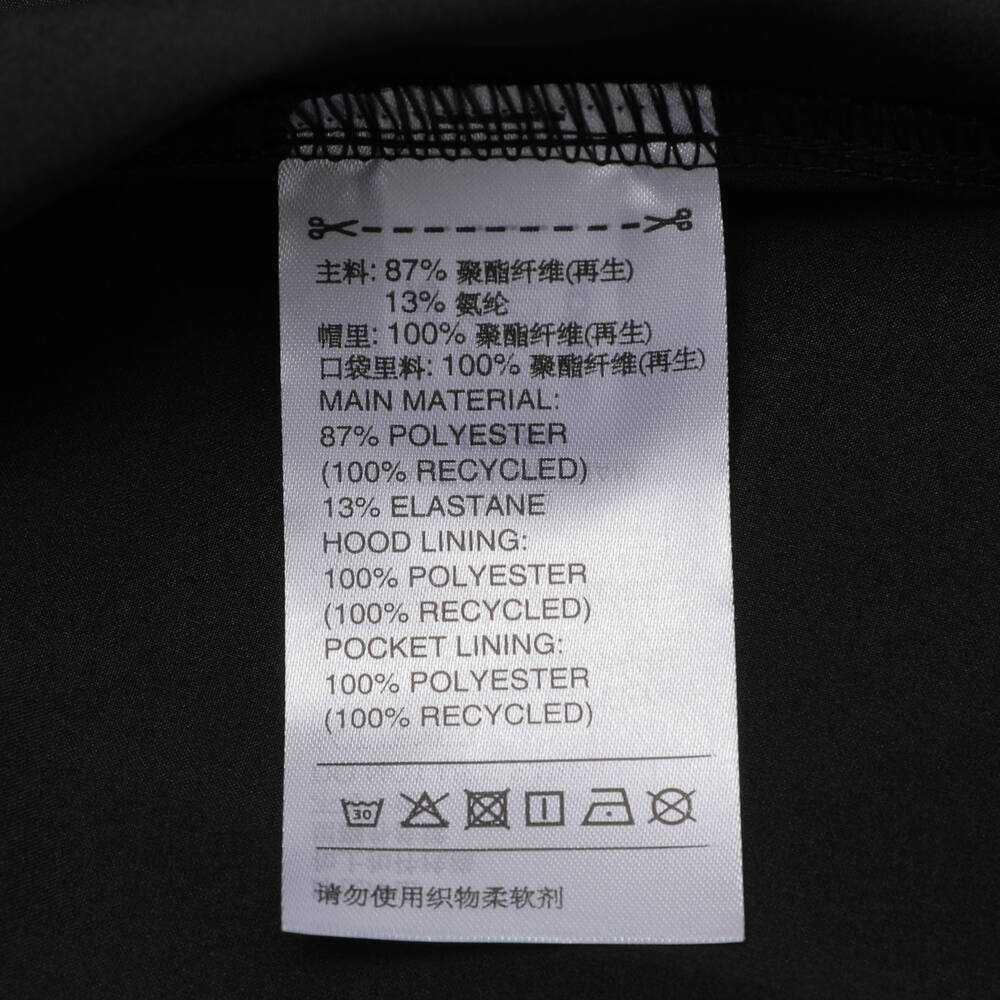 主料: 87% 聚酯纤维(再生)
13% 氨纶
帽里: 100% 聚酯纤维(再生)
口袋里料: 100% 聚酯纤维(再生)
MAIN MATERIAL:
87% POLYESTER
(100% RECYCLED)
13% ELASTANE
HOOD LINING:
100% POLYESTER
(100% RECYCLED)
POCKET LINING:
100% POLYESTER
(100% RECYCLED)
30
请勿使用织物柔软剂